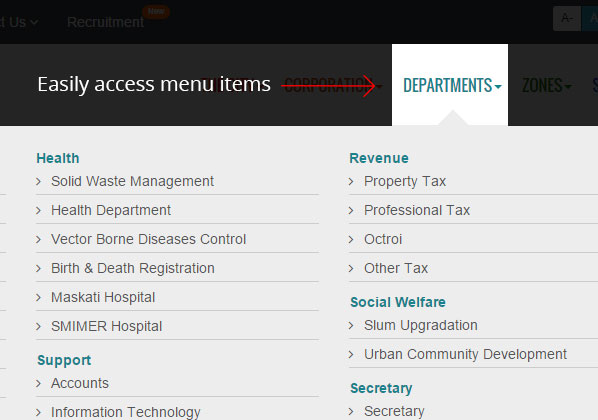 t Us
Recruitment
New
A-
A
Easily access menu items
CORPORATION
DEPARTMENTS
ZONES
S
Health
Solid Waste Management
Health Department
Vector Borne Diseases Control
Birth & Death Registration
Maskati Hospital
SMIMER Hospital
Support
Accounts
Information Technology
Revenue
Property Tax
Professional Tax
Octroi
Other Tax
Social Welfare
Slum Upgradation
Urban Community Development
Secretary
Secretary